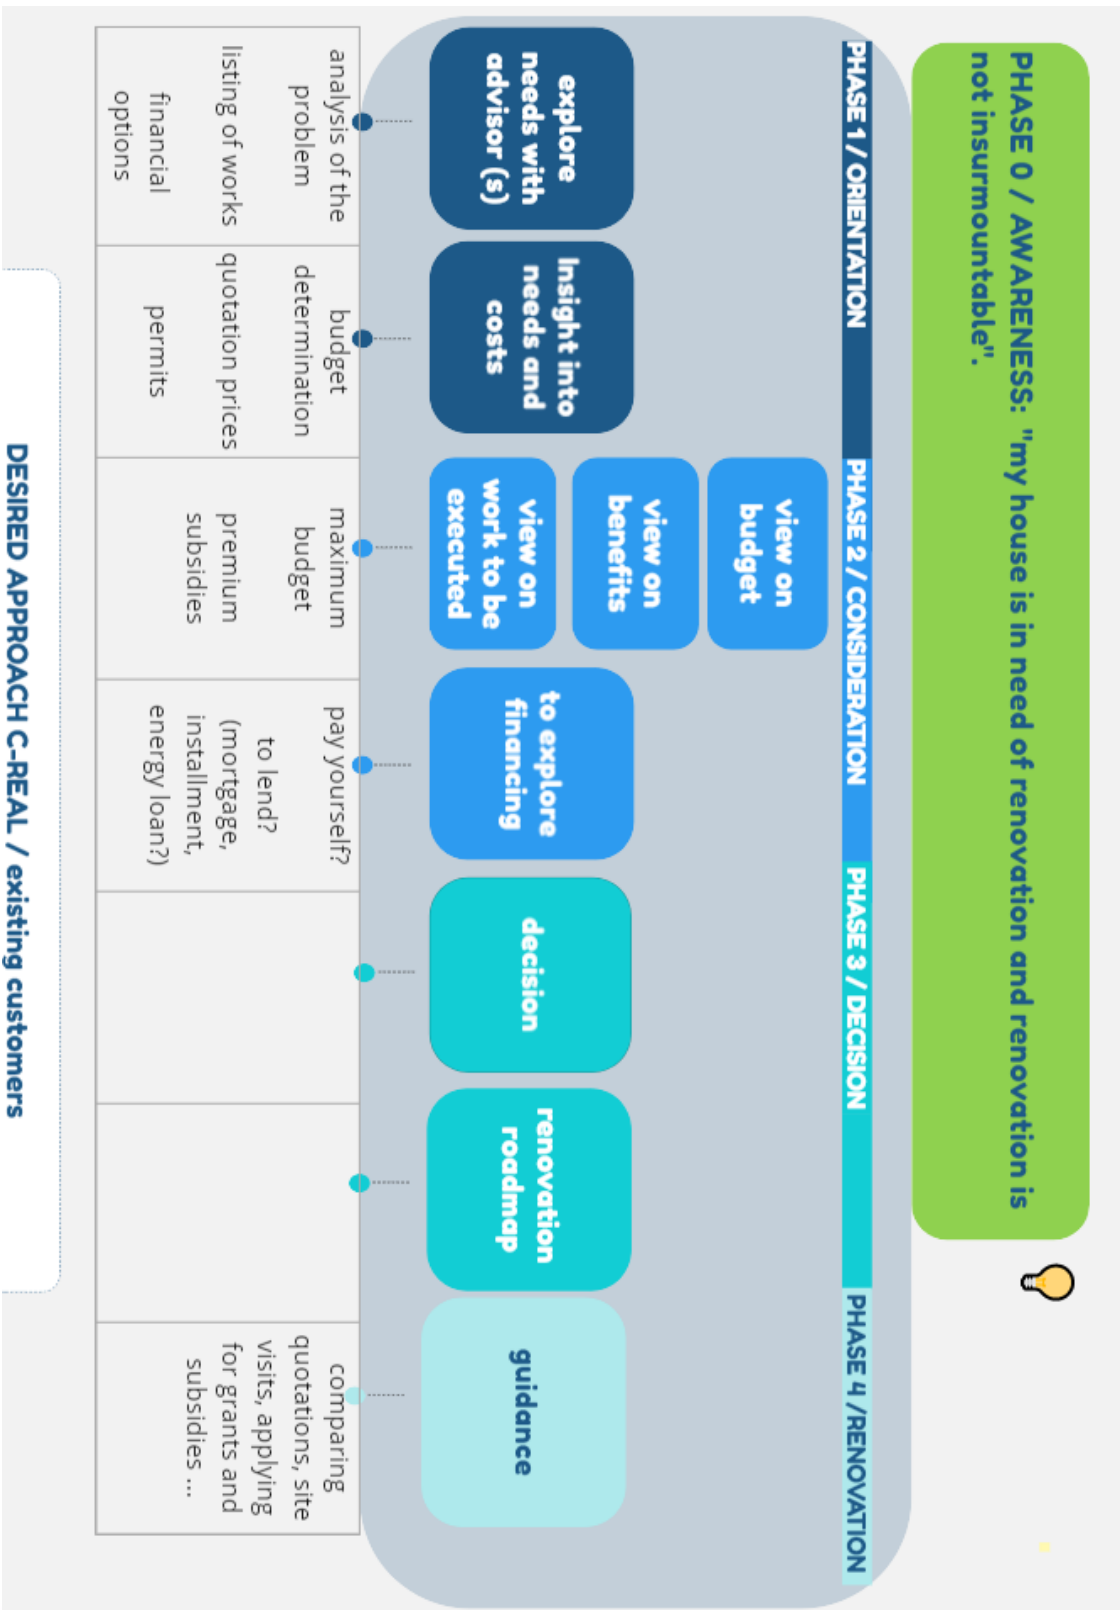 PHASE 0 / AWARENESS: "my house is in need of renovation and renovation is
not insurmountable".
PHASE 1 / ORIENTATION
PHASE 2 / CONSIDERATION
PHASE 3 / DECISION
PHASE 4 /RENOVATION
explore
needs with
advisor (s)
Insight into
needs and
costs
view on
budget
view on
benefits
view on
work to be
executed
to explore
financing
decision
renovation
roadmap
guidance
analysis of the
problem
listing of works
financial
options
budget
determination
quotation prices
permits
maximum
budget
premium
subsidies
pay yourself?
to lend?
(mortgage,
installment,
energy loan?)
comparing
quotations, site
visits, applying
for grants and
subsidies ...
DESIRED APPROACH C-REAL / existing customers